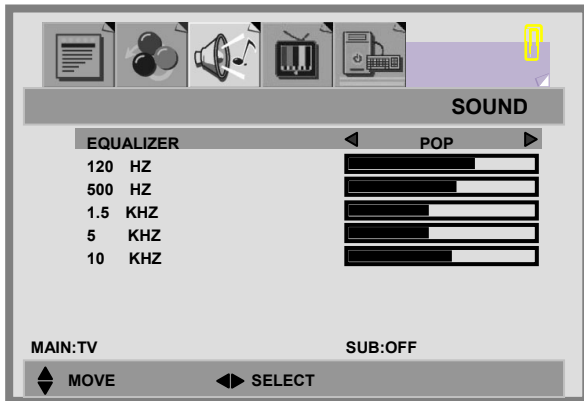 SOUND
EQUALIZER POP
120 HZ
500 HZ
1.5 KHZ
5 KHZ
10 KHZ
MAIN:TV SUB:OFF
MOVE SELECT